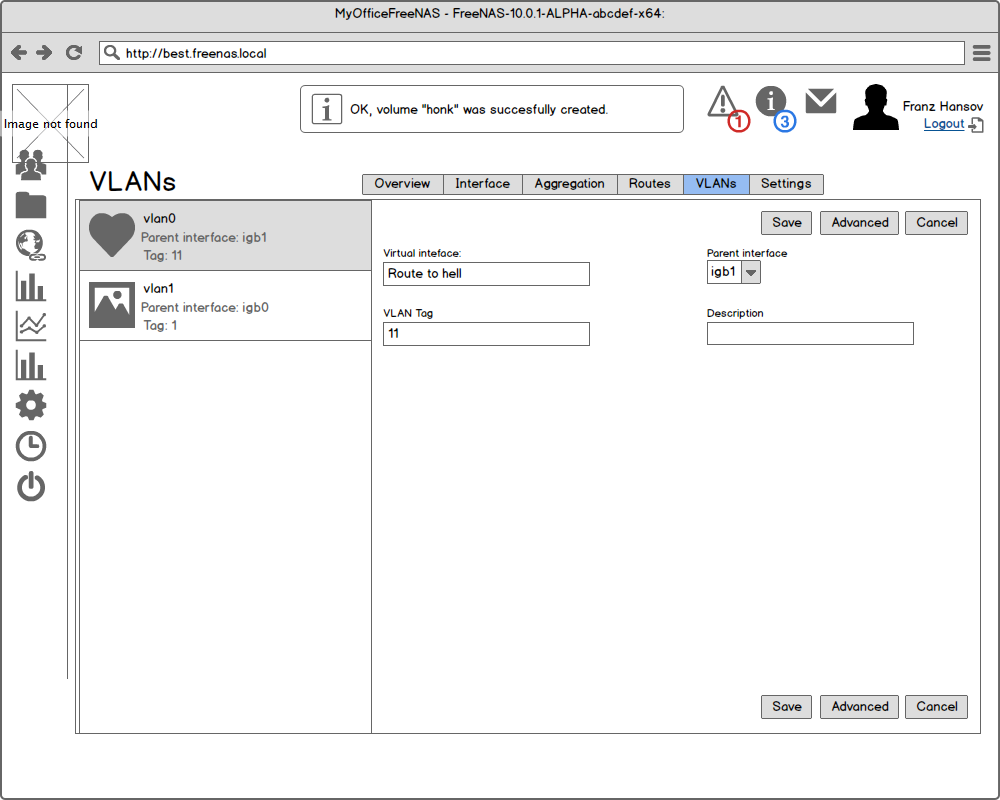 MyOfficeFreeNAS - FreeNAS-10.0.1-ALPHA-abcdef-x64:
http://best.freenas.local
Image not found
OK, volume "honk" was succesfully created.
1
3
Franz Hansov
Logout
VLANs
Overview Interface Aggregation Routes VLANs Settings
vlan0
Parent interface: igb1
Tag: 11
vlan1
Parent interface: igb0
Tag: 1
Save Advanced Cancel
Virtual inteface:
Route to hell
Parent interface
igb1
VLAN Tag
11
Description
Save Advanced Cancel